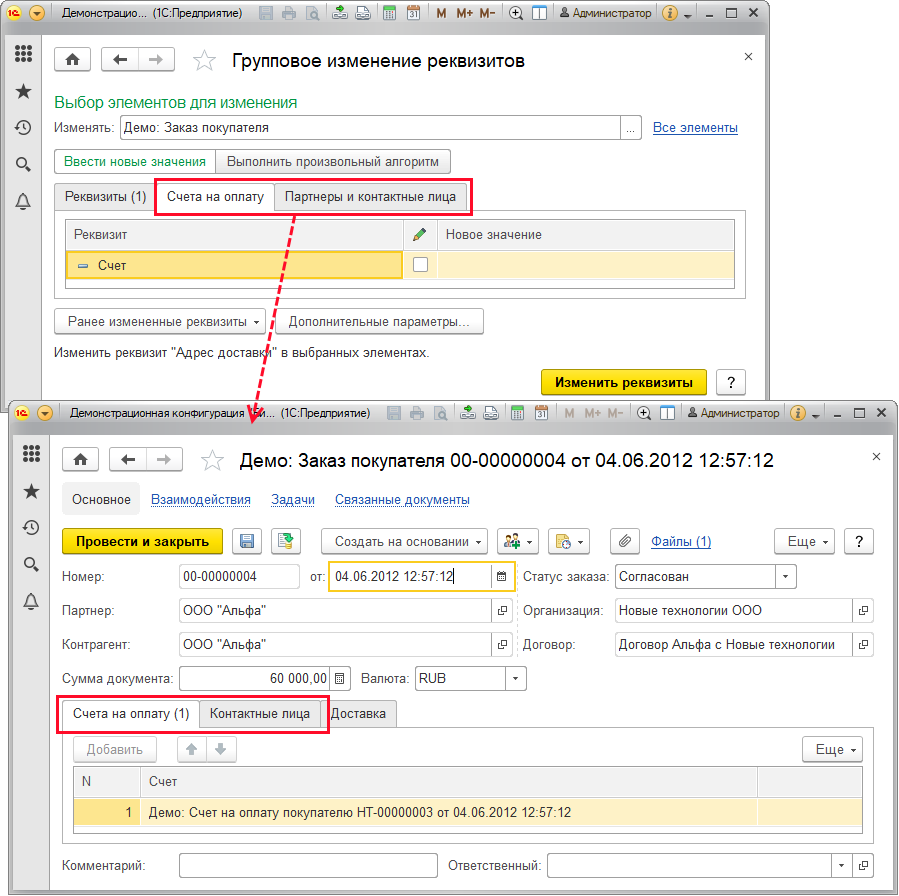 Демонстрацио... (1С:Предприятие) M M+ M- Администратор
Групповое изменение реквизитов
Выбор элементов для изменения
Изменять: Демо: Заказ покупателя ... Все элементы
Ввести новые значения Выполнить произвольный алгоритм
Реквизиты (1) Счета на оплату Партнеры и контактные лица
Реквизит Новое значение
Счет
Ранее измененные реквизиты Дополнительные параметры...
Изменить реквизит "Адрес доставки" в выбранных элементах.
Изменить реквизиты ?
Демонстрационная конфигурация "Би... (1С:Предприятие) M M+ M- Администратор
Демо: Заказ покупателя 00-00000004 от 04.06.2012 12:57:12
Основное Взаимодействия Задачи Связанные документы
Провести и закрыть Создать на основании Файлы (1) Еще ?
Номер: 00-00000004 от: 04.06.2012 12:57:12 Статус заказа: Согласован
Партнер: ООО "Альфа" Организация: Новые технологии ООО
Контрагент: ООО "Альфа" Договор: Договор Альфа с Новые технологии
Сумма документа: 60 000,00 Валюта: RUB
Счета на оплату (1) Контактные лица Доставка
Добавить Еще
N Счет
1 Демо: Счет на оплату покупателю НТ-00000003 от 04.06.2012 12:57:12
Комментарий: Ответственный: